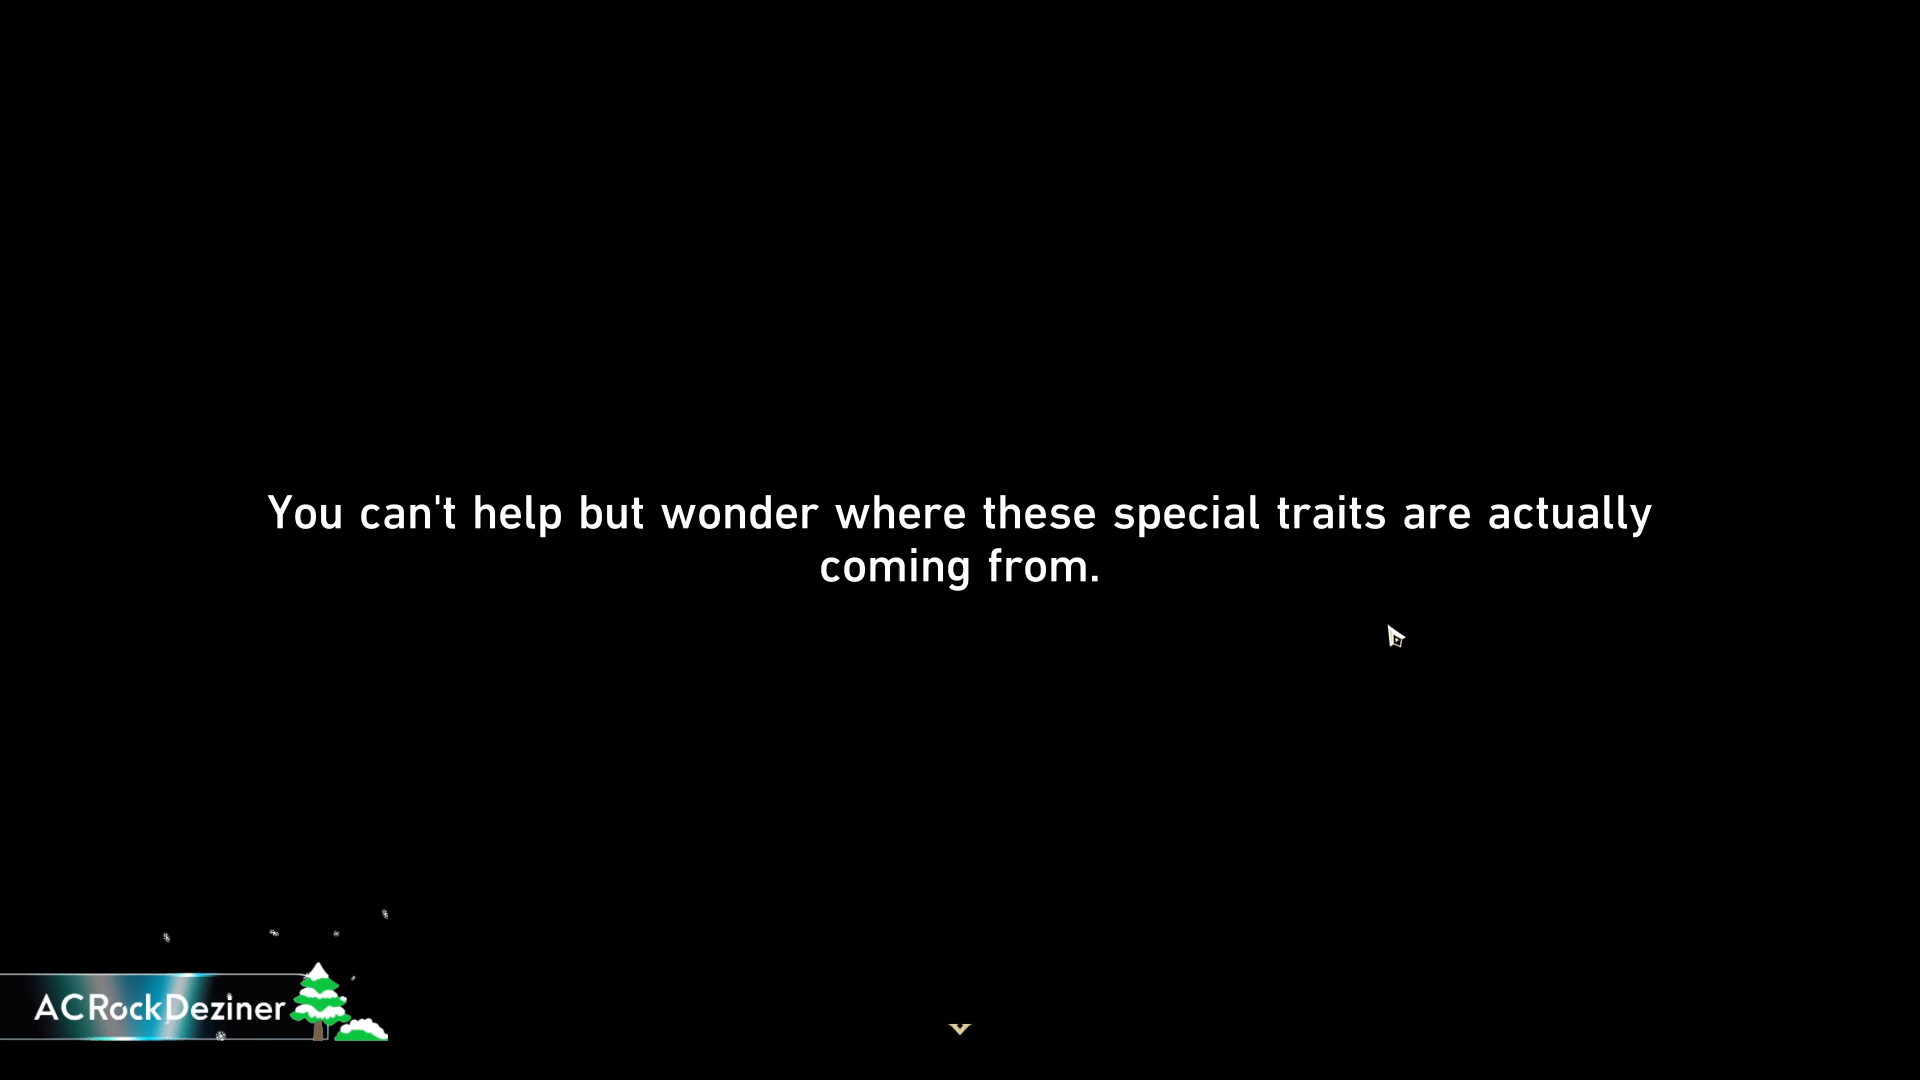 You can't help but wonder where these special traits are actually
coming from.
ACRockDeziner